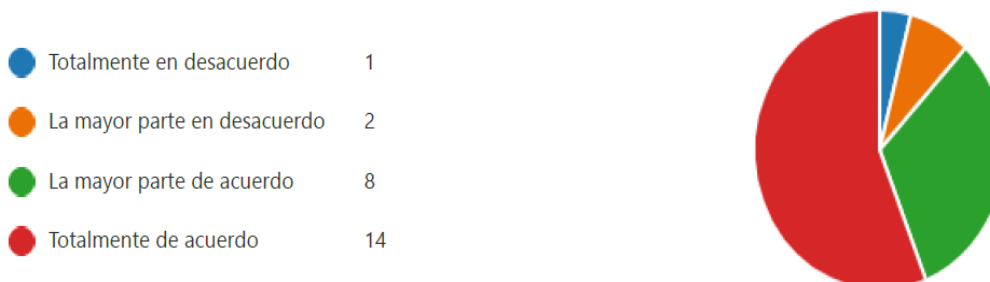 Totalmente en desacuerdo 1
La mayor parte en desacuerdo 2
La mayor parte de acuerdo 8
Totalmente de acuerdo 14